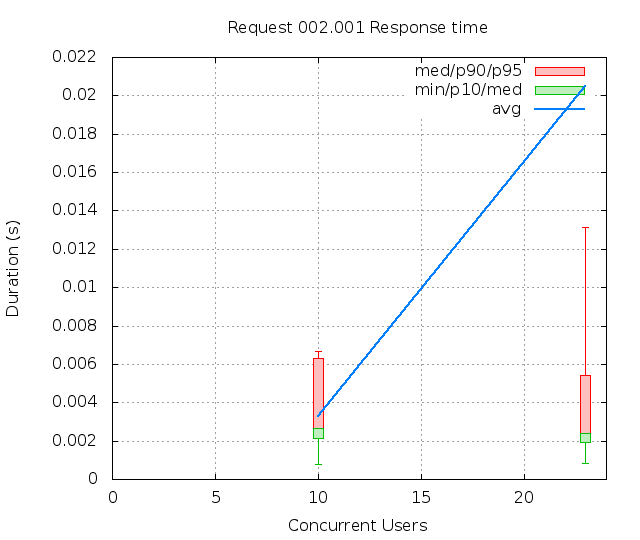 Request 002.001 Response time
0.022
0.02
0.018
0.016
0.014
0.012
0.01
0.008
0.006
0.004
0.002
0
med/p90/p95
min/p10/med
avg
Duration (s)
0 5 10 15 20
Concurrent Users